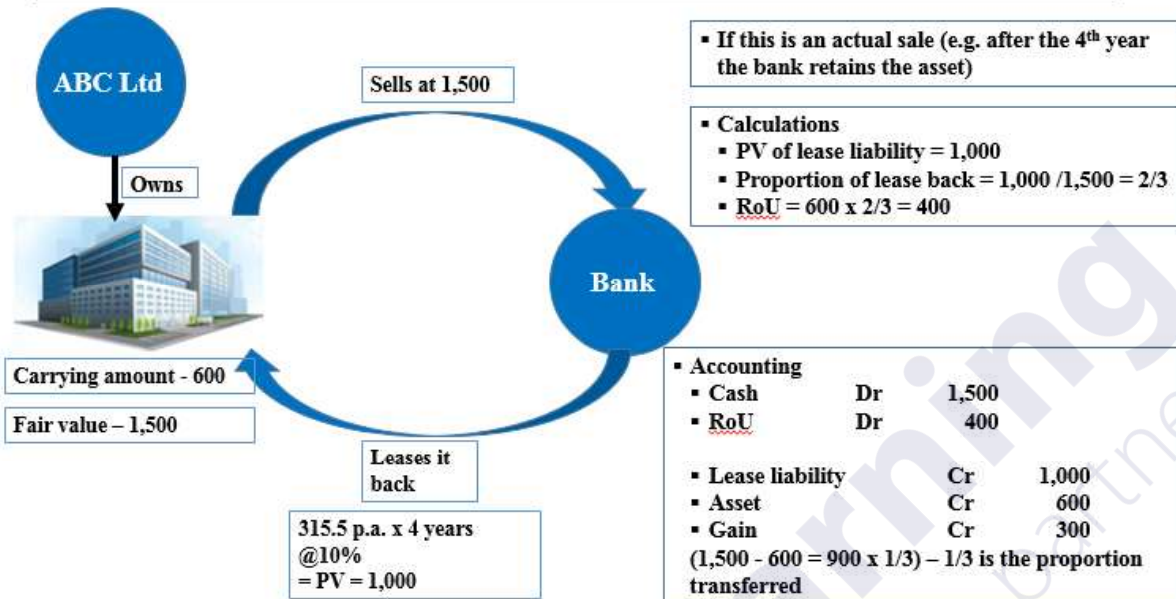 ABC Ltd
Owns
Carrying amount - 600
Fair value – 1,500
Sells at 1,500
Bank
Leases it
back
315.5 p.a. x 4 years
@10%
= PV = 1,000
▪ If this is an actual sale (e.g. after the 4th year
the bank retains the asset)
▪ Calculations
▪ PV of lease liability = 1,000
▪ Proportion of lease back = 1,000 /1,500 = 2/3
▪ RoU = 600 x 2/3 = 400
▪ Accounting
▪ Cash Dr 1,500
▪ RoU Dr 400
▪ Lease liability Cr 1,000
▪ Asset Cr 600
▪ Gain Cr 300
(1,500 - 600 = 900 x 1/3) – 1/3 is the proportion
transferred